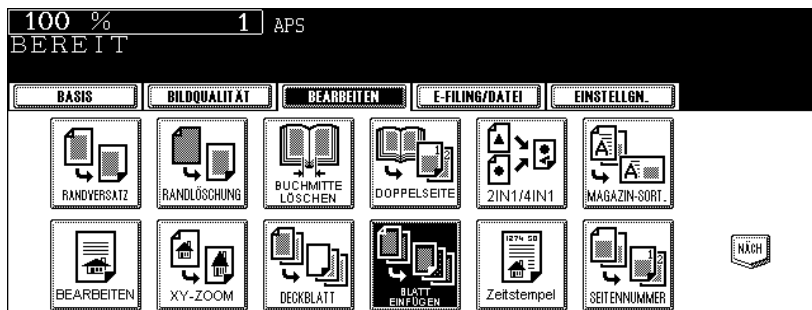 100 % 1 APS
BEREIT
BASIS BILDQUALITÄT BEARBEITEN E-FILING/DATEI EINSTELLGN.
RANDVERSATZ RANDLÖSCHUNG BUCHMITTE LÖSCHEN DOPPELSEITE 2IN1/4IN1 MAGAZIN-SORT.
BEARBEITEN XY-ZOOM DECKBLATT BLATT EINFÜGEN Zeitstempel SEITENNUMMER
NÄCH